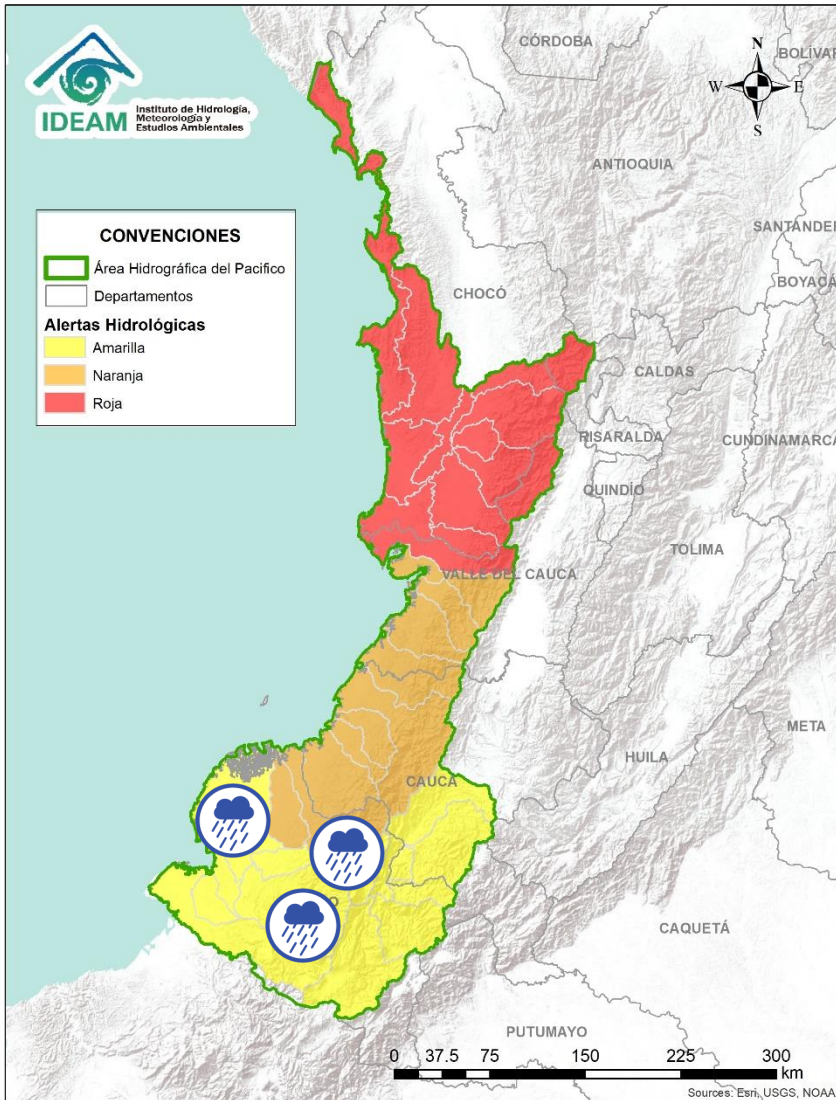 IDEAM
Instituto de Hidrología,
Meteorología y
Estudios Ambientales
N
W
E
S
CÓRDOBA
BOLÍVAR
ANTIOQUIA
SANTANDER
BOYACÁ
CHOCÓ
CALDAS
RISARALDA
CUNDINAMARCA
QUINDÍO
TOLIMA
VALLE DEL CAUCA
META
HUILA
CAUCA
CAQUETÁ
PUTUMAYO
CONVENCIONES
Área Hidrográfica del Pacifico
Departamentos
Alertas Hidrológicas
Amarilla
Naranja
Roja
0 37.5 75 150 225 300
km
Sources: Esri, USGS, NOAA